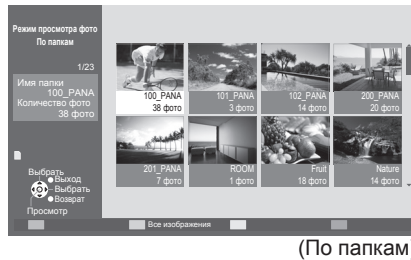 Режим просмотра фото
По папкам
1/23
Имя папки
100_PANA
Количество фото
38 фото
100_PANA
38 фото
101_PANA
3 фото
102_PANA
14 фото
200_PANA
20 фото
201_PANA
7 фото
ROOM
1 фото
Fruit
18 фото
Nature
14 фото
Выбрать
Выход
Выбрать
Возврат
Просмотр
Все изображения
(По папкам